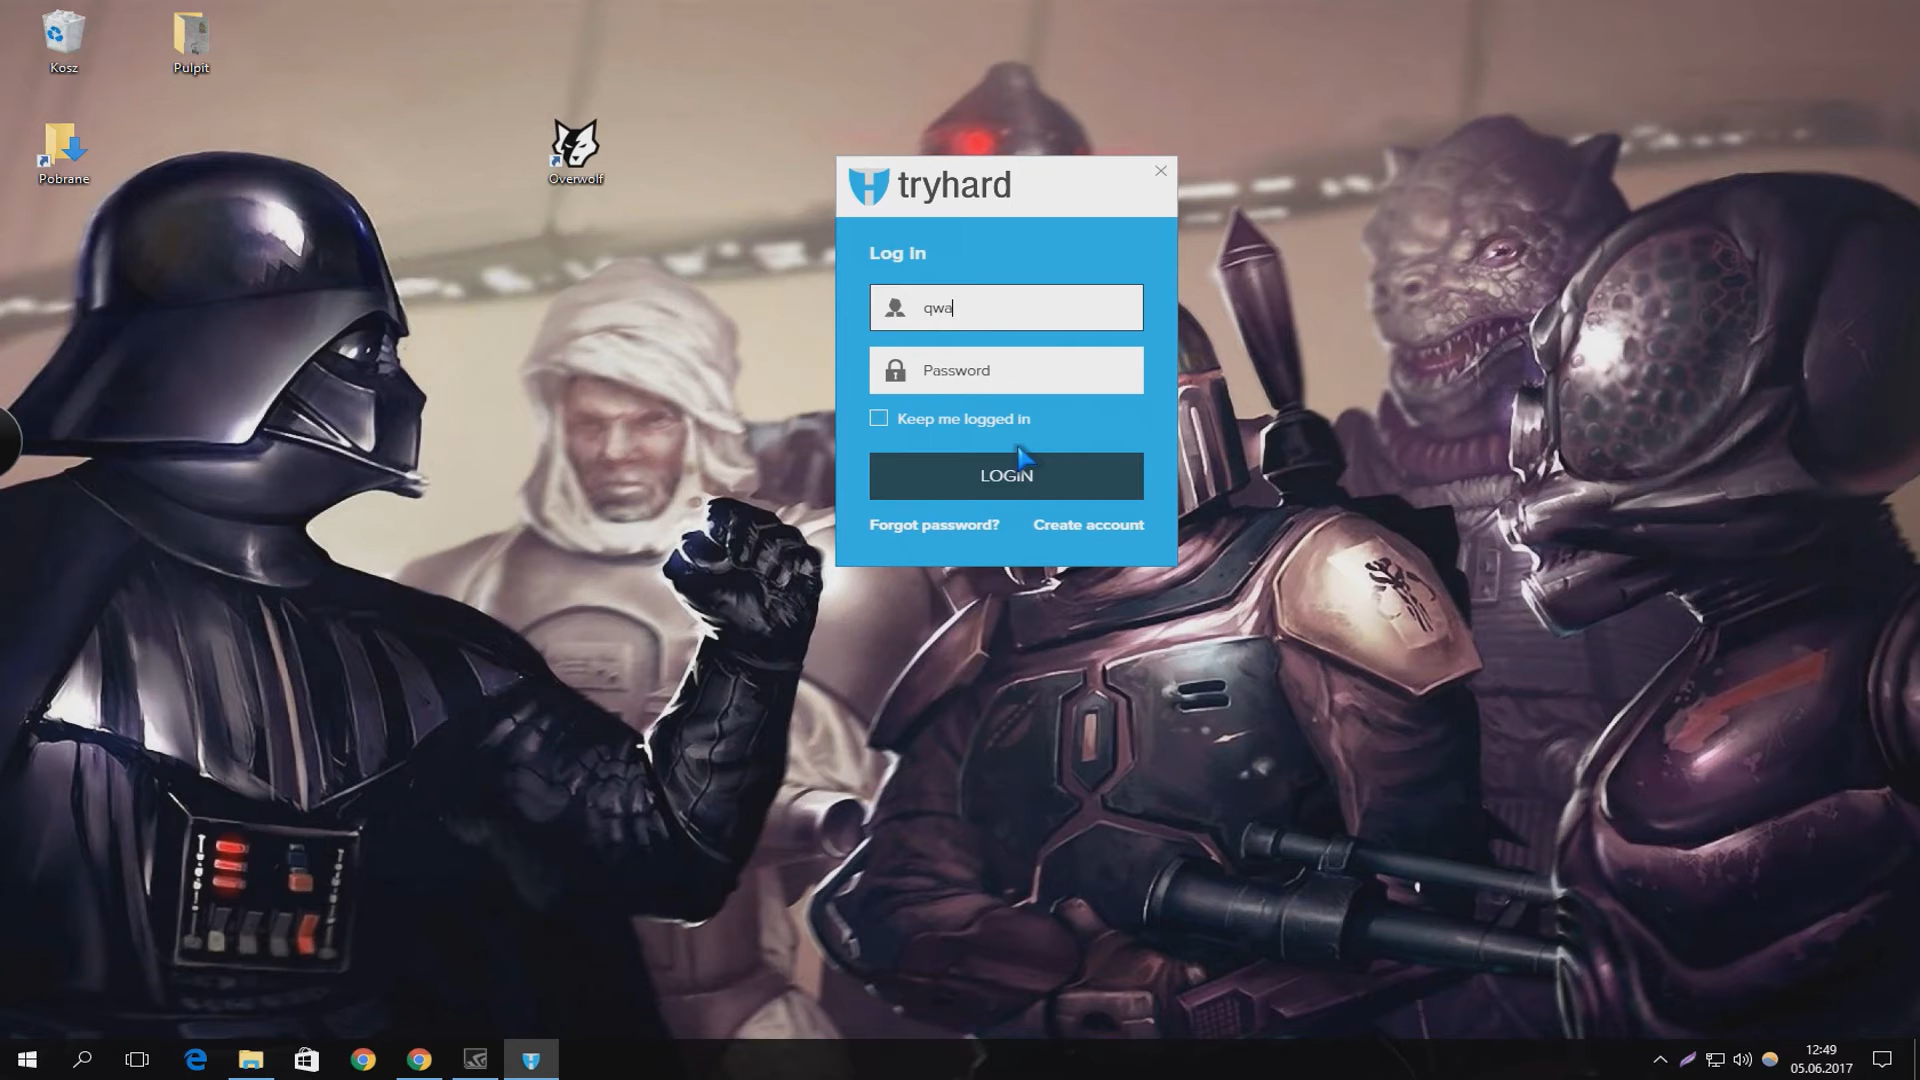 Kosz
Pulpit
Pobrane
Overwolf
tryhard
Log In
qwa
Password
Keep me logged in
LOGIN
Forgot password?
Create account
12:49
05.06.2017